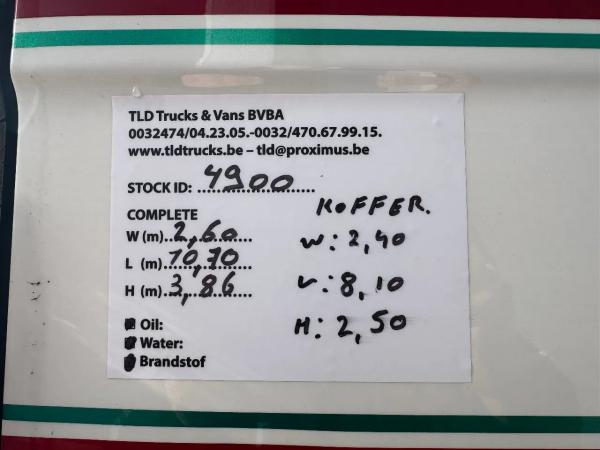 TLD Trucks & Vans BVBA
0032474/04.23.05.-0032/470.67.99.15.
www.tldtrucks.be – tld@proximus.be
STOCK ID: 4900
COMPLETE
W (m) 2,60
L (m) 10,70
H (m) 3,86
Oil:
Water:
Brandstof
KOFFER.
W: 2,40
L: 8,10
H: 2,50